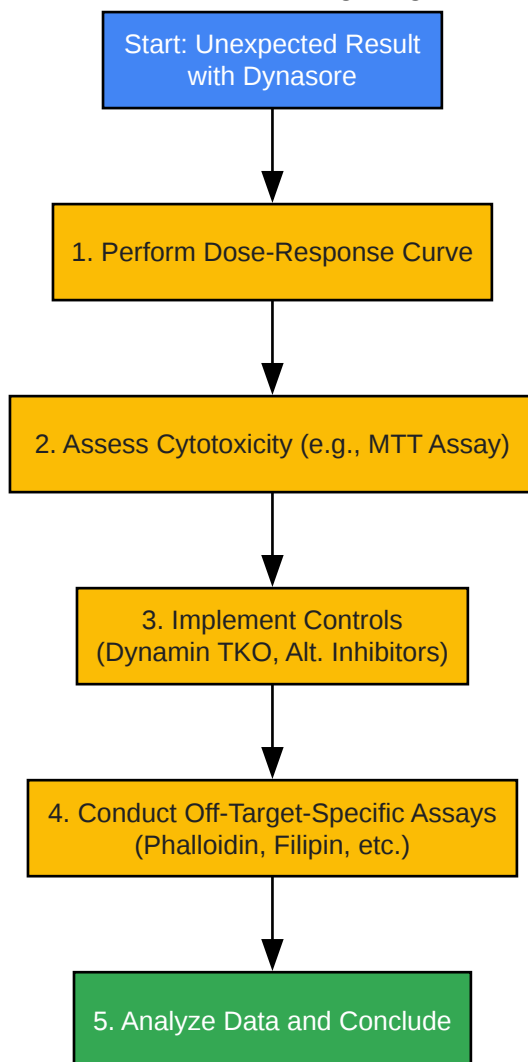 Start: Unexpected Result
with Dynasore
1. Perform Dose-Response Curve
2. Assess Cytotoxicity (e.g., MTT Assay)
3. Implement Controls
(Dynamin TKO, Alt. Inhibitors)
4. Conduct Off-Target-Specific Assays
(Phalloidin, Filipin, etc.)
5. Analyze Data and Conclude